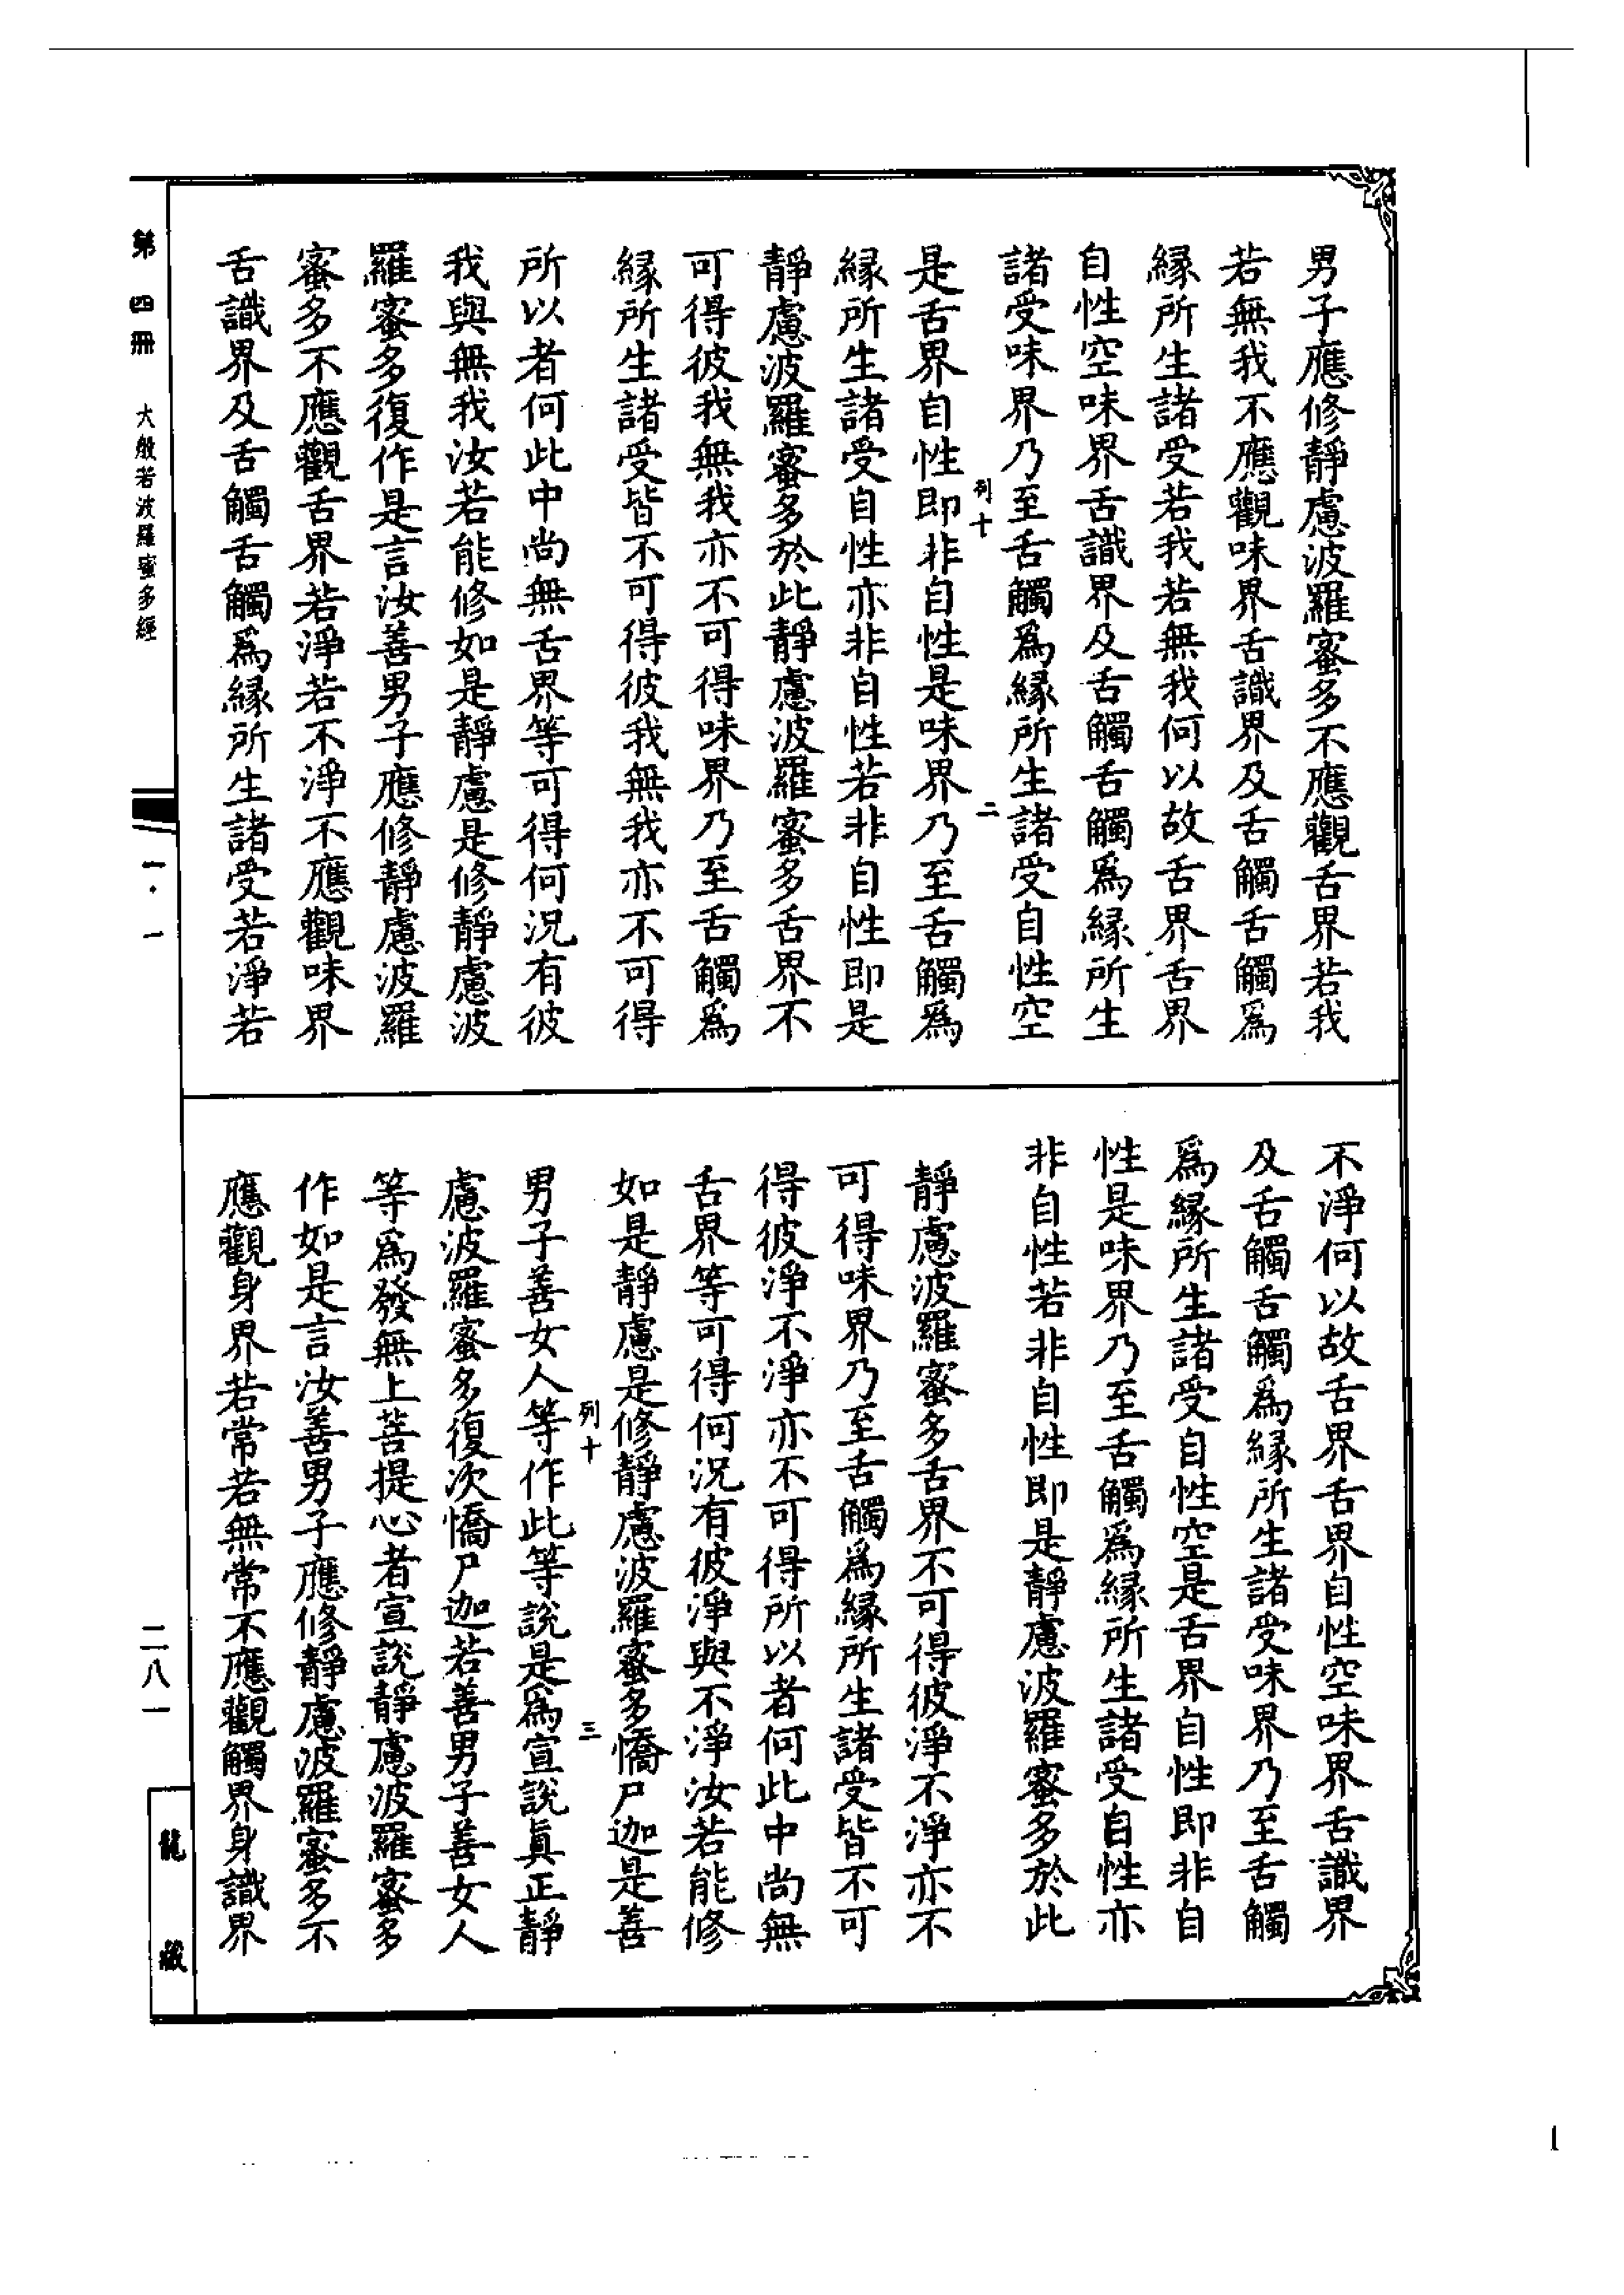 男子應修靜慮波羅蜜多不應觀舌界若我
若無我不應觀味界舌識界及舌觸舌觸爲
緣所生諸受若我若無我何以故舌界舌界
自性空味界舌識界及舌觸舌觸爲緣所生
諸受味界乃至舌觸爲緣所生諸受自性空
列十 二
是舌界自性即非自性是味界乃至舌觸爲
緣所生諸受自性亦非自性若非自性即是
靜慮波羅蜜多於此靜慮波羅蜜多舌界不
可得彼我無我亦不可得味界乃至舌觸爲
緣所生諸受皆不可得彼我無我亦不可得
所以者何此中尚無舌界等可得何況有彼
我與無我汝若能修如是靜慮是修靜慮波
羅蜜多復作是言汝善男子應修靜慮波羅
蜜多不應觀舌界若淨若不淨不應觀味界
舌識界及舌觸舌觸爲緣所生諸受若淨若
不淨何以故舌界舌界自性空味界舌識界
及舌觸舌觸爲緣所生諸受味界乃至舌觸
爲緣所生諸受自性空是舌界自性即非自
性是味界乃至舌觸爲緣所生諸受自性亦
非自性若非自性即是靜慮波羅蜜多於此
靜慮波羅蜜多舌界不可得彼淨不淨亦不
可得味界乃至舌觸爲緣所生諸受皆不可
得彼淨不淨亦不可得所以者何此中尚無
舌界等可得何況有彼淨與不淨汝若能修
如是靜慮是修靜慮波羅蜜多憍尸迦是善
列十 三
男子善女人等作此等說是爲宣說眞正靜
慮波羅蜜多復次憍尸迦若善男子善女人
等爲發無上菩提心者宣說靜慮波羅蜜多
作如是言汝善男子應修靜慮波羅蜜多不
應觀身界若常若無常不應觀觸界身識界
第四冊 大般若波羅蜜多經
一·一
二八一
龍藏
1